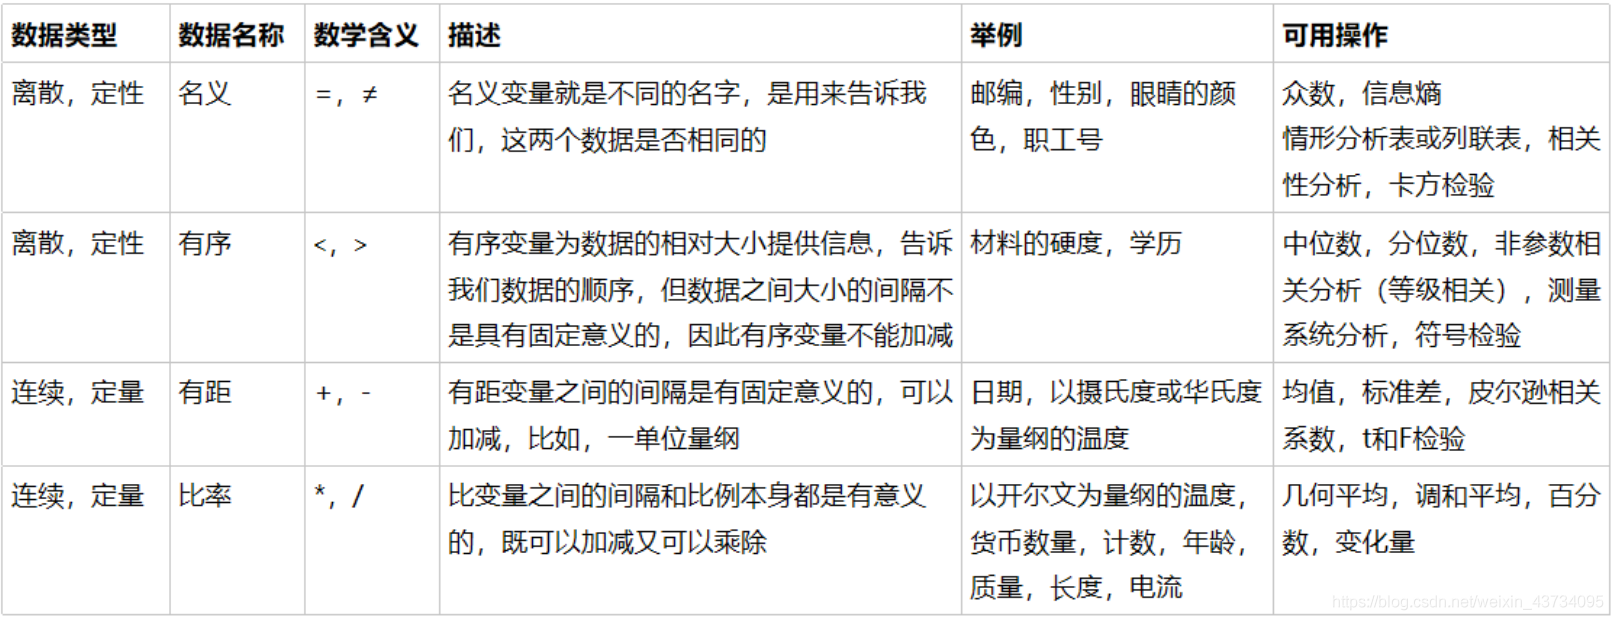 数据类型 数据名称 数学含义 描述 举例 可用操作
离散，定性 名义 =，≠ 名义变量就是不同的名字，是用来告诉我 邮编，性别，眼睛的颜 众数，信息熵
们，这两个数据是否相同的 色，职工号 情形分析表或列联表，相关
性分析，卡方检验
离散，定性 有序 <，> 有序变量为数据的相对大小提供信息，告诉 材料的硬度，学历 中位数，分位数，非参数相
我们数据的顺序，但数据之间大小的间隔不 关分析（等级相关），测量
是具有固定意义的，因此有序变量不能加减 系统分析，符号检验
连续，定量 有距 +，- 有距变量之间的间隔是有固定意义的，可以 日期，以摄氏度或华氏度 均值，标准差，皮尔逊相关
加减，比如，一单位量纲 为量纲的温度 系数，t和F检验
连续，定量 比率 *，/ 比变量之间的间隔和比例本身都是有意义 以开尔文为量纲的温度， 几何平均，调和平均，百分
的，既可以加减又可以乘除 货币数量，计数，年龄， 数，变化量
质量，长度，电流
https://blog.csdn.net/weixin_43734095